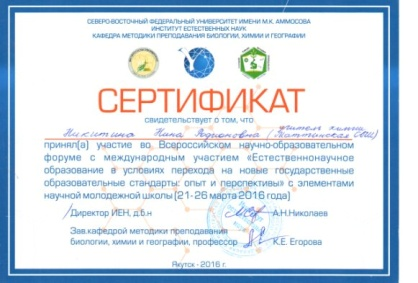 СЕВЕРО-ВОСТОЧНЫЙ ФЕДЕРАЛЬНЫЙ УНИВЕРСИТЕТ ИМЕНИ М.К. АММОСОВА
ИНСТИТУТ ЕСТЕСТВЕННЫХ НАУК
КАФЕДРА МЕТОДИКИ ПРЕПОДАВАНИЯ БИОЛОГИИ, ХИМИИ И ГЕОГРАФИИ
СЕРТИФИКАТ
свидетельствует о том, что
учитель химии
Никитина Нина Родионовна (Таттинская СОШ)
принял(а) участие во Всероссийском научно-образовательном
форуме с международным участием «Естественнонаучное
образование в условиях перехода на новые государственные
образовательные стандарты: опыт и перспективы» с элементами
научной молодежной школы (21-26 марта 2016 года)
Директор ИЕН, д.б.н А.Н.Николаев
Зав.кафедрой методики преподавания
биологии, химии и географии, профессор К.Е. Егорова
Якутск - 2016 г.